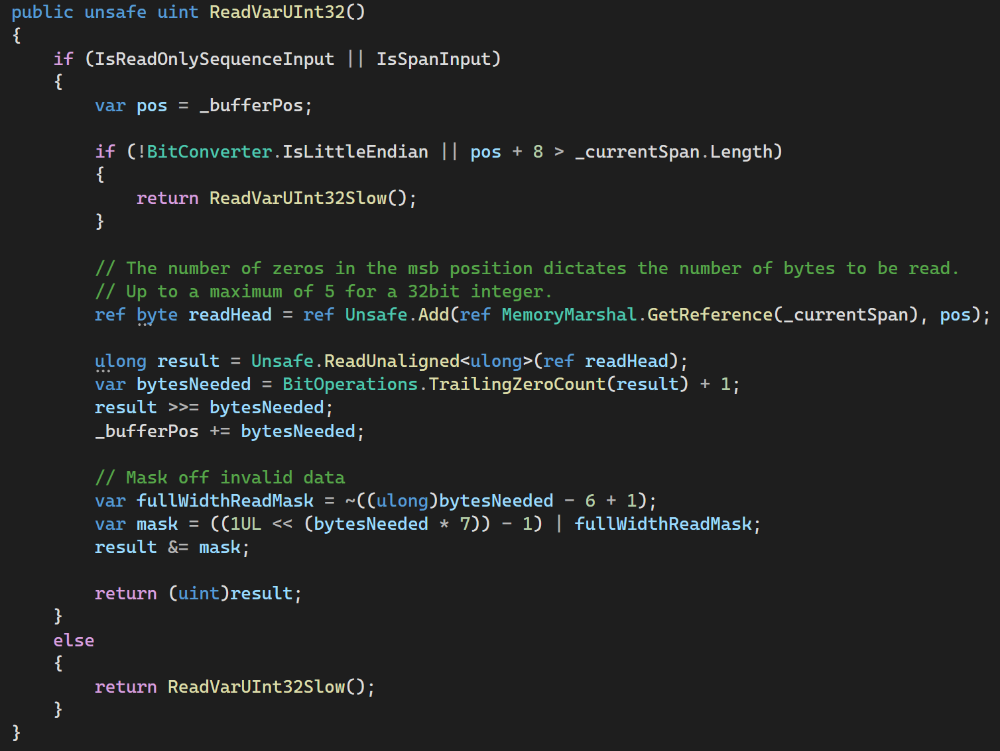 public unsafe uint ReadVarUInt32()
{
    if (IsReadOnlySequenceInput || IsSpanInput)
    {
        var pos = _bufferPos;

        if (!BitConverter.IsLittleEndian || pos + 8 > _currentSpan.Length)
        {
            return ReadVarUInt32Slow();
        }

        // The number of zeros in the msb position dictates the number of bytes to be read.
        // Up to a maximum of 5 for a 32bit integer.
        ref byte readHead = ref Unsafe.Add(ref MemoryMarshal.GetReference(_currentSpan), pos);

        ulong result = Unsafe.ReadUnaligned<ulong>(ref readHead);
        var bytesNeeded = BitOperations.TrailingZeroCount(result) + 1;
        result >>= bytesNeeded;
        _bufferPos += bytesNeeded;

        // Mask off invalid data
        var fullWidthReadMask = ~((ulong)bytesNeeded - 6 + 1);
        var mask = ((1UL << (bytesNeeded * 7)) - 1) | fullWidthReadMask;
        result &= mask;

        return (uint)result;
    }
    else
    {
        return ReadVarUInt32Slow();
    }
}